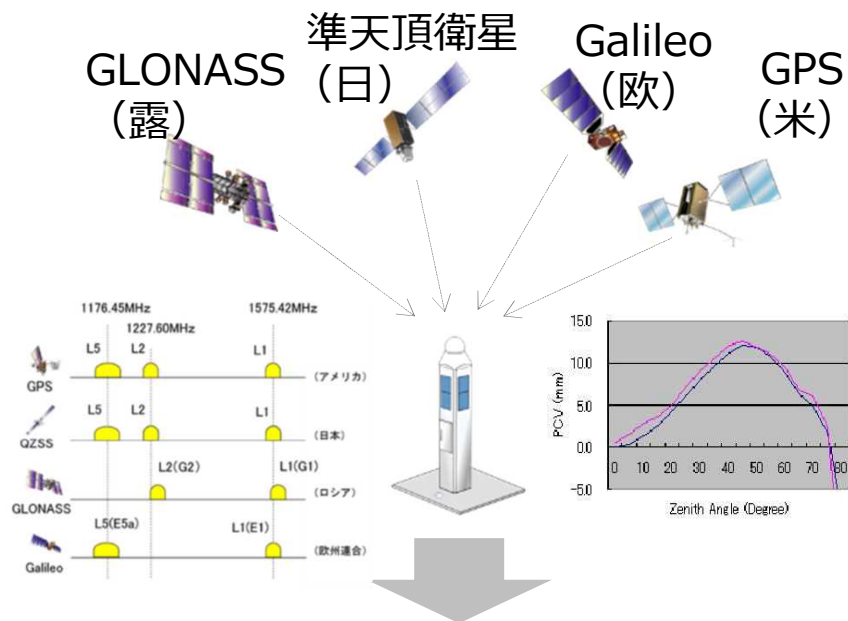 GLONASS
（露）
準天頂衛星
（日）
Galileo
（欧）
GPS
（米）
1176.45MHz
1575.42MHz
1227.60MHz
L5
L2
L1
GPS
(アメリカ)
L5
L2
L1
QZSS
(日本)
L2(G2)
L1(G1)
GLONASS
(ロシア)
L5(E5a)
L1(E1)
Galileo
(欧州連合)
15.0
10.0
5.0
0.0
-5.0
PCV (mm)
0 10 20 30 40 50 60 70 80
Zenith Angle (Degree)